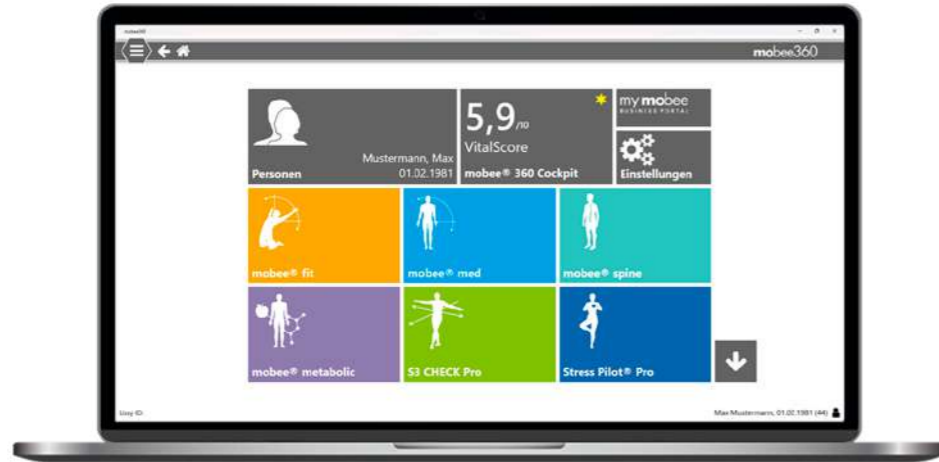 mobee360
mobee360
5,9/10
VitalScore
mobee® 360 Cockpit
my mobee
BUSINESS PORTAL
Mustermann, Max
01.02.1981
Personen
Einstellungen
mobee® fit
mobee® med
mobee® spine
mobee® metabolic
S3 CHECK Pro
Stress Pilot® Pro
Max Mustermann, 01.02.1981 (44)